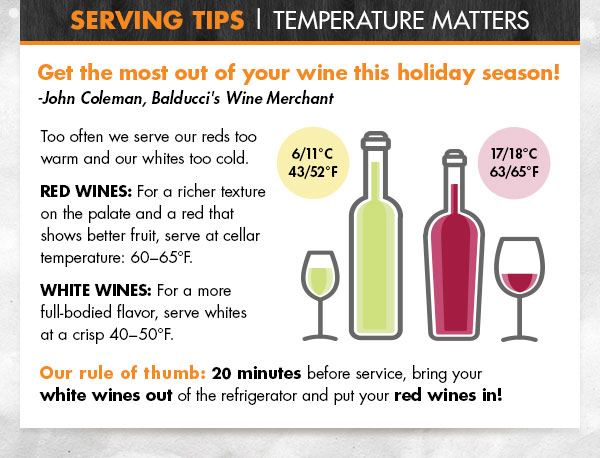 SERVING TIPS | TEMPERATURE MATTERS
Get the most out of your wine this holiday season!
-John Coleman, Balducci's Wine Merchant
Too often we serve our reds too
warm and our whites too cold.
RED WINES: For a richer texture
on the palate and a red that
shows better fruit, serve at cellar
temperature: 60–65°F.
WHITE WINES: For a more
full-bodied flavor, serve whites
at a crisp 40–50°F.
6/11°C
43/52°F
17/18°C
63/65°F
Our rule of thumb: 20 minutes before service, bring your
white wines out of the refrigerator and put your red wines in!